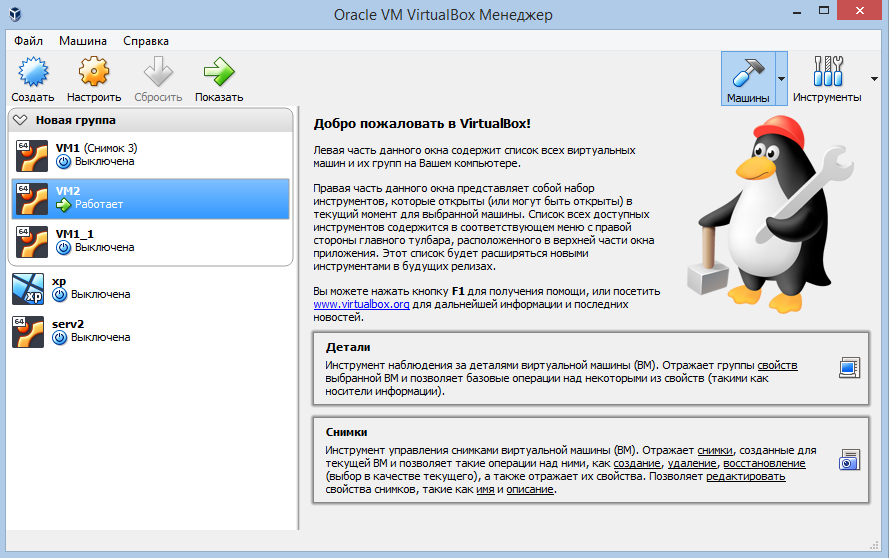 Oracle VM VirtualBox Менеджер
Файл Машина Справка
Создать Настроить Сбросить Показать Машины Инструменты
Новая группа
64 VM1 (Снимок 3)
Выключена
64 VM2
Работает
64 VM1_1
Выключена
xp
XP Выключена
64 serv2
Выключена
Добро пожаловать в VirtualBox!
Левая часть данного окна содержит список всех виртуальных
машин и их групп на Вашем компьютере.
Правая часть данного окна представляет собой набор
инструментов, которые открыты (или могут быть открыты) в
текущий момент для выбранной машины. Список всех доступных
инструментов содержится в соответствующем меню с правой
стороны главного тулбара, расположенного в верхней части окна
приложения. Этот список будет расширяться новыми
инструментами в будущих релизах.
Вы можете нажать кнопку F1 для получения помощи, или посетить
www.virtualbox.org для дальнейшей информации и последних
новостей.
Детали
Инструмент наблюдения за деталями виртуальной машины (ВМ). Отражает группы свойств
выбранной ВМ и позволяет базовые операции над некоторыми из свойств (такими как
носители информации).
Снимки
Инструмент управления снимками виртуальной машины (ВМ). Отражает снимки, созданные для
текущей ВМ и позволяет такие операции над ними, как создание, удаление, восстановление
(выбор в качестве текущего), а также отражает их свойства. Позволяет редактировать
свойства снимков, такие как имя и описание.